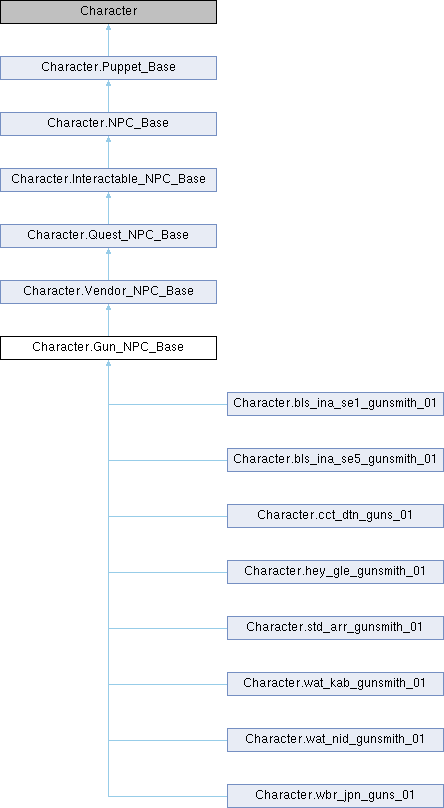 Character
Character.Puppet_Base
Character.NPC_Base
Character.Interactable_NPC_Base
Character.Quest_NPC_Base
Character.Vendor_NPC_Base
Character.Gun_NPC_Base
Character.bls_ina_se1_gunsmith_01
Character.bls_ina_se5_gunsmith_01
Character.cct_dtn_guns_01
Character.hey_gle_gunsmith_01
Character.std_arr_gunsmith_01
Character.wat_kab_gunsmith_01
Character.wat_nid_gunsmith_01
Character.wbr_jpn_guns_01